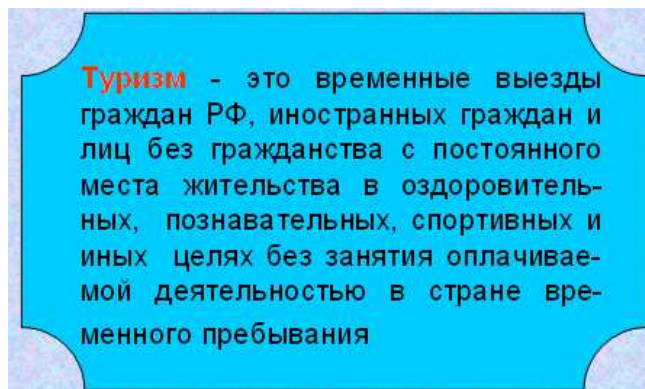 Туризм - это временные выезды
граждан РФ, иностранных граждан и
лиц без гражданства с постоянного
места жительства в оздоровитель-
ных, познавательных, спортивных и
иных целях без занятия оплачивае-
мой деятельностью в стране вре-
менного пребывания